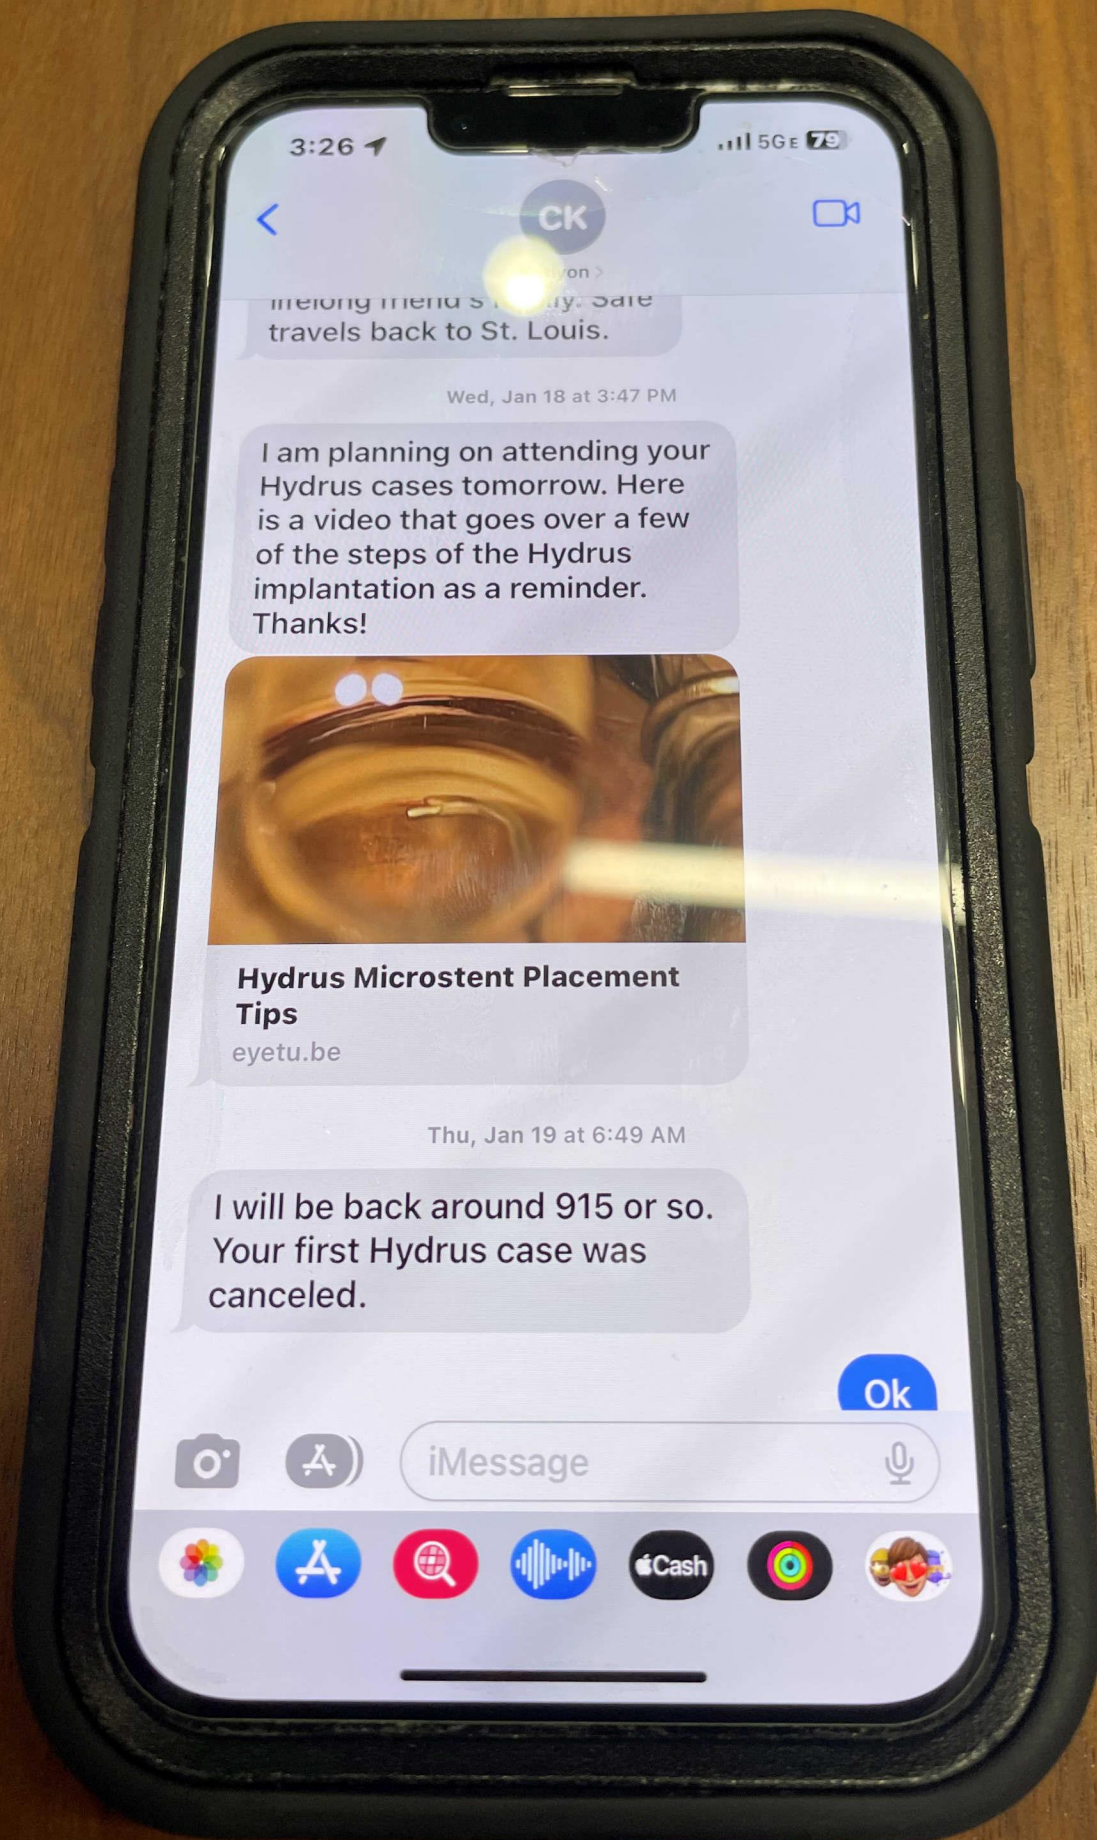 3:26
5GE 79
CK
travels back to St. Louis.
Wed, Jan 18 at 3:47 PM
I am planning on attending your
Hydrus cases tomorrow. Here
is a video that goes over a few
of the steps of the Hydrus
implantation as a reminder.
Thanks!
Hydrus Microstent Placement
Tips
eyetu.be
Thu, Jan 19 at 6:49 AM
I will be back around 915 or so.
Your first Hydrus case was
canceled.
Ok
iMessage
Cash